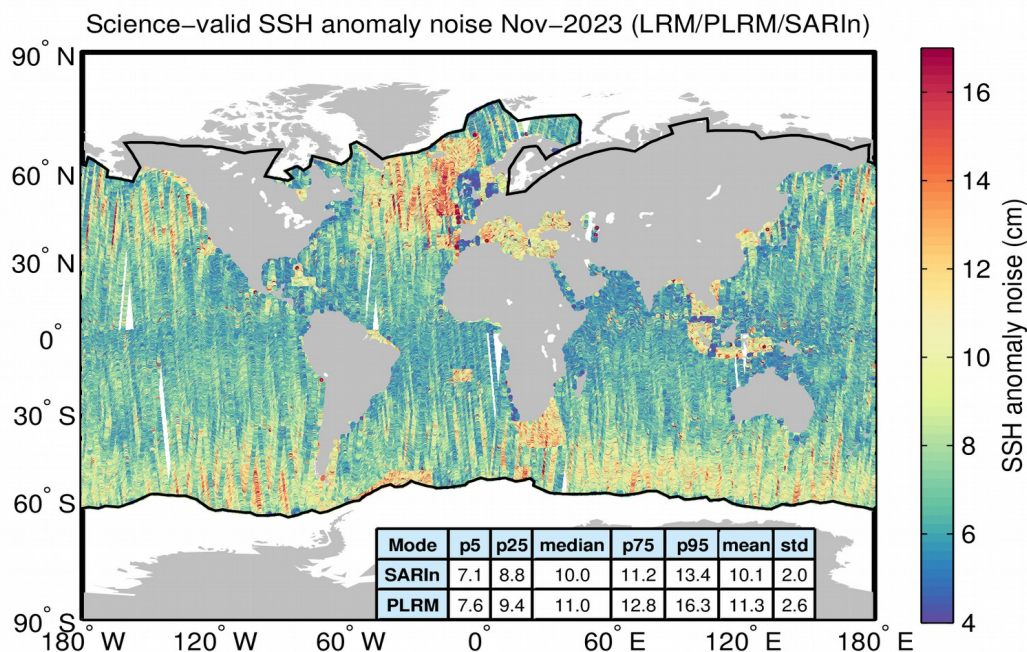 Science−valid SSH anomaly noise Nov−2023 (LRM/PLRM/SARIn)
90° N
60° N
30° N
0°
30° S
60° S
90° S
180° W
120° W
60° W
0°
60° E
120° E
180° E
16
14
12
10
8
6
4
SSH anomaly noise (cm)
Mode p5 p25 median p75 p95 mean std
SARIn 7.1 8.8 10.0 11.2 13.4 10.1 2.0
PLRM 7.6 9.4 11.0 12.8 16.3 11.3 2.6